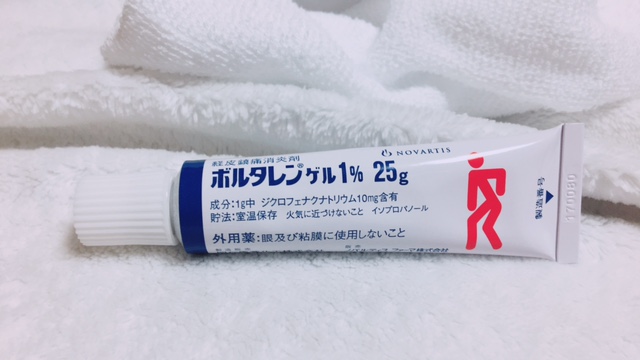 NOVARTIS
経皮鎮痛消炎剤
ボルタレン®ゲル1% 25g
成分:1g中 ジクロフェナクナトリウム10mg含有
貯法:室温保存 火気に近づけないこと イソプロパノール
外用薬:眼及び粘膜に使用しないこと
製造番号